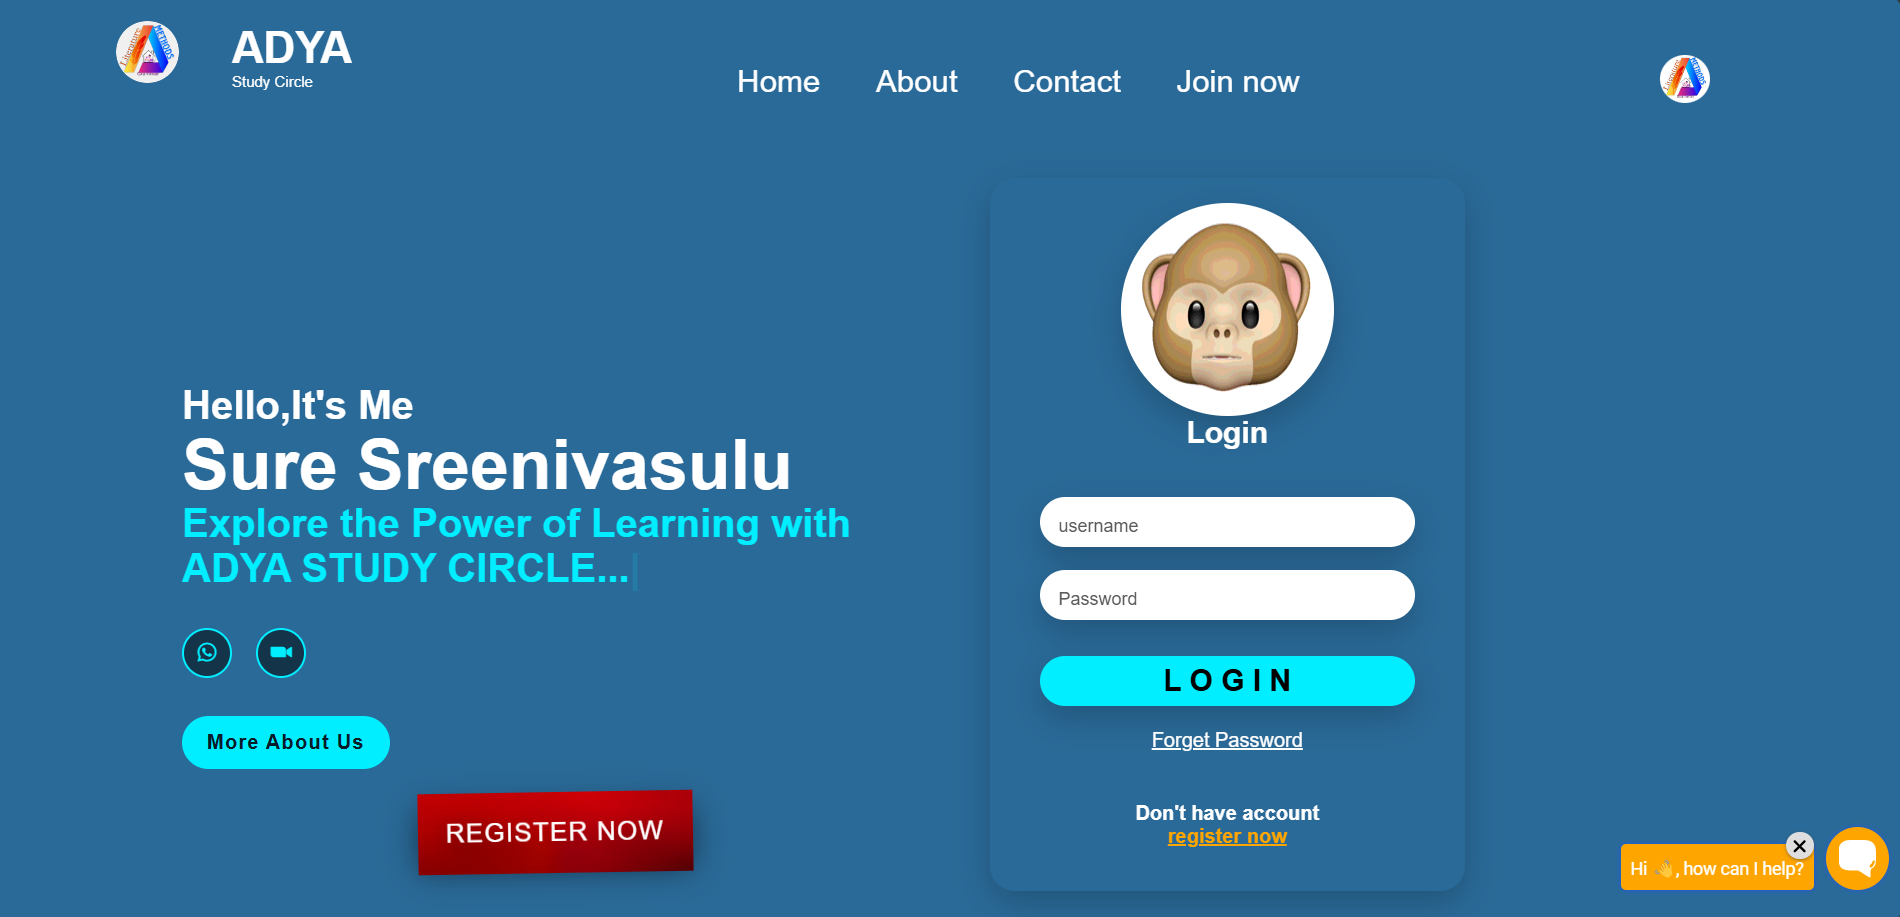 Literature
METHODS
ADYA
Study Circle
Home
About
Contact
Join now
Hello,It's Me
Sure Sreenivasulu
Explore the Power of Learning with
ADYA STUDY CIRCLE...
More About Us
REGISTER NOW
Login
username
Password
LOGIN
Forget Password
Don't have account
register now
Hi 👋, how can I help?